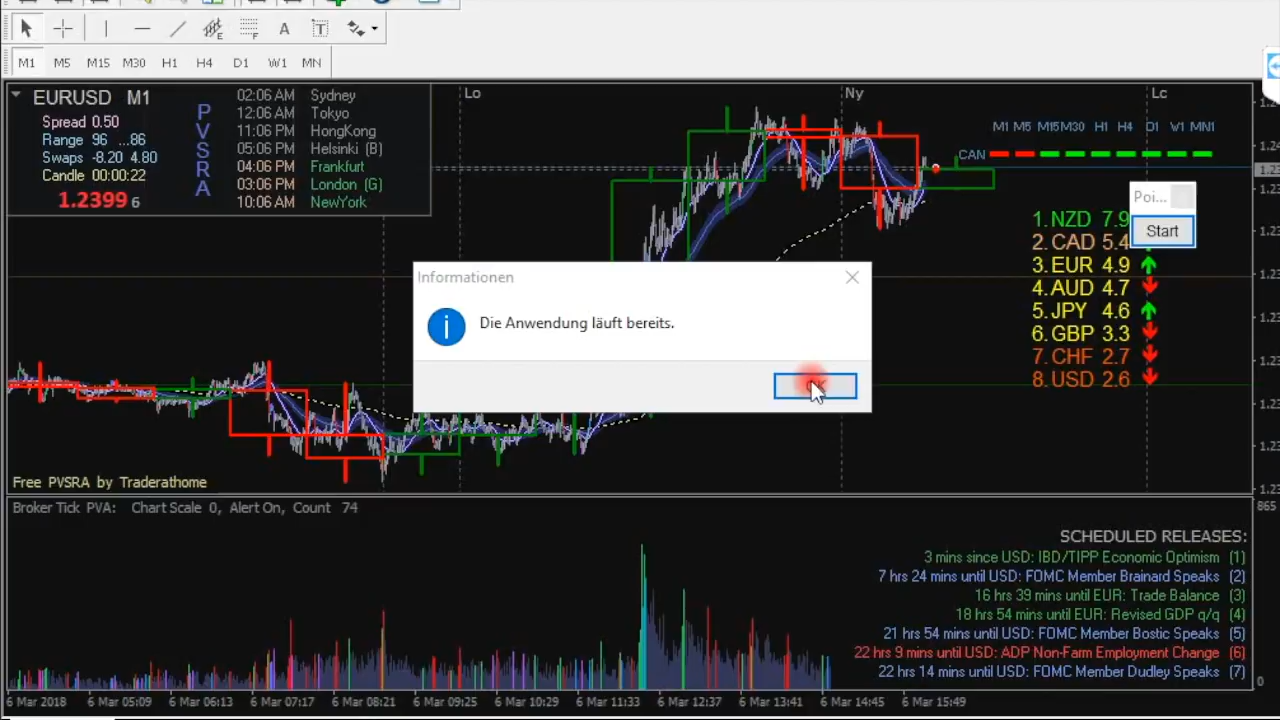 A
T
E
F
M1 M5 M15 M30 H1 H4 D1 W1 MN
EURUSD M1
Spread 0.50
Range 96 ...86
Swaps -8.20 4.80
Candle 00:00:22
1.2399 6
P
V
S
R
A
02:06 AM Sydney
12:06 AM Tokyo
11:06 PM HongKong
05:06 PM Helsinki (B)
04:06 PM Frankfurt
03:06 PM London (G)
10:06 AM NewYork
Lo
Ny
Lc
M1 M5 M15M30 H1 H4 D1 W1 MN1
CAN
Poi...
Start
1.NZD 7.9
2.CAD 5.4
3.EUR 4.9
4.AUD 4.7
5.JPY 4.6
6.GBP 3.3
7.CHF 2.7
8.USD 2.6
Informationen
Die Anwendung läuft bereits.
Free PVSRA by Traderathome
Broker Tick PVA: Chart Scale 0, Alert On, Count 74
865
0
SCHEDULED RELEASES:
3 mins since USD: IBD/TIPP Economic Optimism (1)
7 hrs 24 mins until USD: FOMC Member Brainard Speaks (2)
16 hrs 39 mins until EUR: Trade Balance (3)
18 hrs 54 mins until EUR: Revised GDP q/q (4)
21 hrs 54 mins until USD: FOMC Member Bostic Speaks (5)
22 hrs 9 mins until USD: ADP Non-Farm Employment Change (6)
22 hrs 14 mins until USD: FOMC Member Dudley Speaks (7)
6 Mar 2018 6 Mar 05:09 6 Mar 06:13 6 Mar 07:17 6 Mar 08:21 6 Mar 09:25 6 Mar 10:29 6 Mar 11:33 6 Mar 12:37 6 Mar 13:41 6 Mar 14:45 6 Mar 15:49